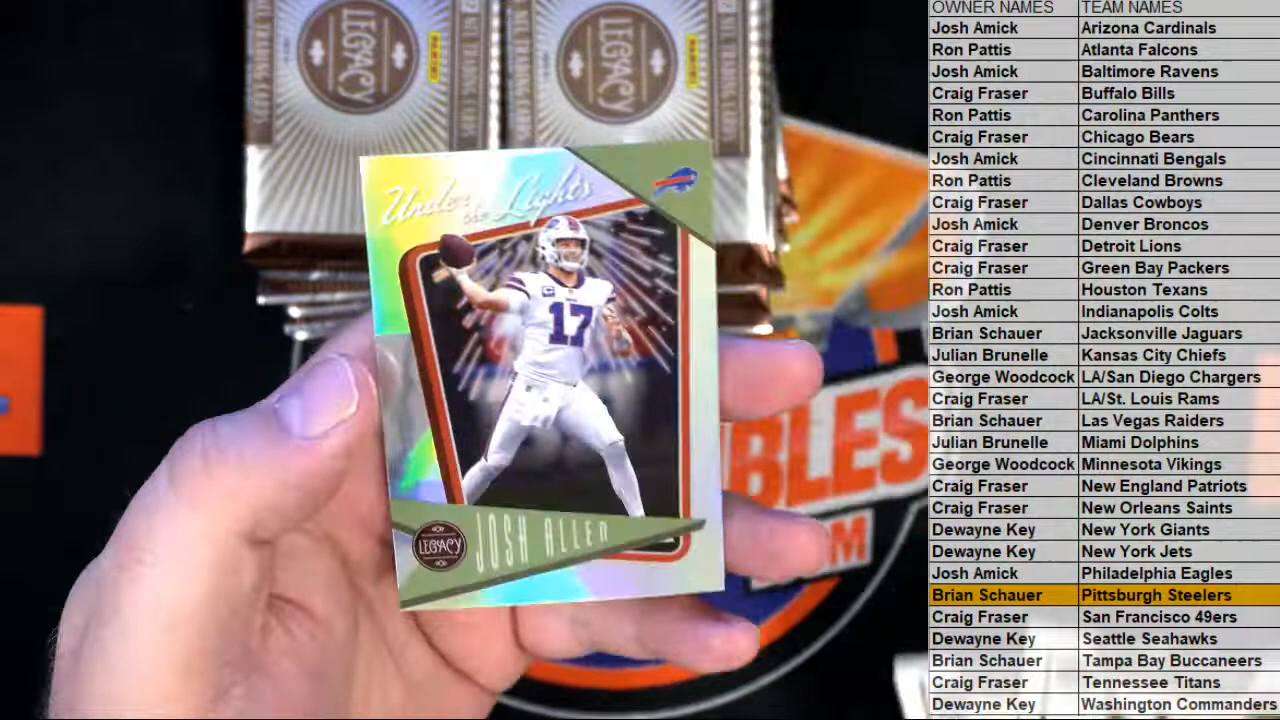 LEGACY
LEGACY
Under
the Lights
17
C
JOSH ALLEN
LEGACY
BLES
M
OWNER NAMES TEAM NAMES
Josh Amick Arizona Cardinals
Ron Pattis Atlanta Falcons
Josh Amick Baltimore Ravens
Craig Fraser Buffalo Bills
Ron Pattis Carolina Panthers
Craig Fraser Chicago Bears
Josh Amick Cincinnati Bengals
Ron Pattis Cleveland Browns
Craig Fraser Dallas Cowboys
Josh Amick Denver Broncos
Craig Fraser Detroit Lions
Craig Fraser Green Bay Packers
Ron Pattis Houston Texans
Josh Amick Indianapolis Colts
Brian Schauer Jacksonville Jaguars
Julian Brunelle Kansas City Chiefs
George Woodcock LA/San Diego Chargers
Craig Fraser LA/St. Louis Rams
Brian Schauer Las Vegas Raiders
Julian Brunelle Miami Dolphins
George Woodcock Minnesota Vikings
Craig Fraser New England Patriots
Craig Fraser New Orleans Saints
Dewayne Key New York Giants
Dewayne Key New York Jets
Josh Amick Philadelphia Eagles
Brian Schauer Pittsburgh Steelers
Craig Fraser San Francisco 49ers
Dewayne Key Seattle Seahawks
Brian Schauer Tampa Bay Buccaneers
Craig Fraser Tennessee Titans
Dewayne Key Washington Commanders